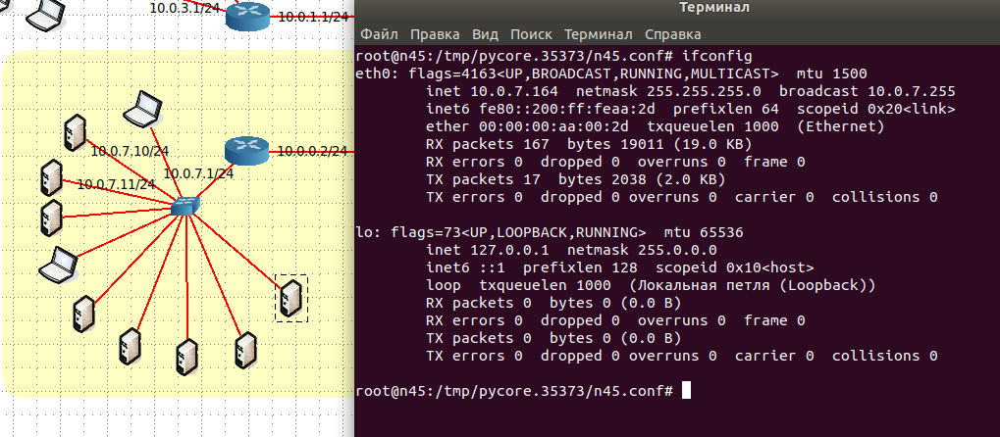 10.0.3.1/24
10.0.1.1/24
10.0.7.10/24
10.0.7.1/24
10.0.0.2/24
10.0.7.11/24
Терминал
Файл Правка Вид Поиск Терминал Справка
root@n45:/tmp/pycore.35373/n45.conf# ifconfig
eth0: flags=4163<UP,BROADCAST,RUNNING,MULTICAST> mtu 1500
inet 10.0.7.164 netmask 255.255.255.0 broadcast 10.0.7.255
inet6 fe80::200:ff:feaa:2d prefixlen 64 scopeid 0x20<link>
ether 00:00:00:aa:00:2d txqueuelen 1000 (Ethernet)
RX packets 167 bytes 19011 (19.0 KB)
RX errors 0 dropped 0 overruns 0 frame 0
TX packets 17 bytes 2038 (2.0 KB)
TX errors 0 dropped 0 overruns 0 carrier 0 collisions 0
lo: flags=73<UP,LOOPBACK,RUNNING> mtu 65536
inet 127.0.0.1 netmask 255.0.0.0
inet6 ::1 prefixlen 128 scopeid 0x10<host>
loop txqueuelen 1000 (Локальная петля (Loopback))
RX packets 0 bytes 0 (0.0 B)
RX errors 0 dropped 0 overruns 0 frame 0
TX packets 0 bytes 0 (0.0 B)
TX errors 0 dropped 0 overruns 0 carrier 0 collisions 0
root@n45:/tmp/pycore.35373/n45.conf#